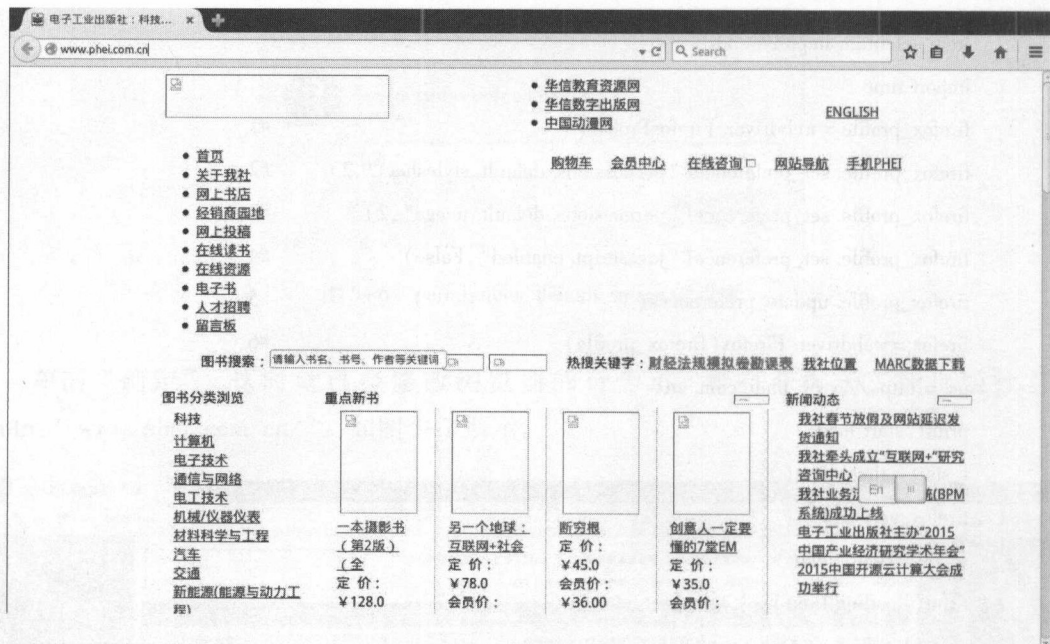 电子工业出版社：科技...
www.phei.com.cn
Search
华信教育资源网
华信数字出版网
中国动漫网
ENGLISH
购物车 会员中心 在线咨询 网站导航 手机PHEI
首页
关于我社
网上书店
经销商园地
网上投稿
在线读书
在线资源
电子书
人才招聘
留言板
图书搜索： 请输入书名、书号、作者等关键词 热搜关键字：财经法规模拟卷勘误表 我社位置 MARC数据下载
图书分类浏览
科技
计算机
电子技术
通信与网络
电工技术
机械/仪器仪表
材料科学与工程
汽车
交通
新能源(能源与动力工
程)
重点新书
一本摄影书
（第2版）
（全
定 价：
￥128.0
另一个地球：
互联网+社会
定 价：
￥78.0
会员价：
断穷根
定 价：
￥45.0
会员价：
￥36.00
创意人一定要
懂的7堂EM
定 价：
￥35.0
会员价：
新闻动态
我社春节放假及网站延迟发
货通知
我社牵头成立“互联网+”研究
咨询中心
我社业务 统(BPM
系统)成功上线
电子工业出版社主办“2015
中国产业经济研究学术年会”
2015中国开源云计算大会成
功举行
En